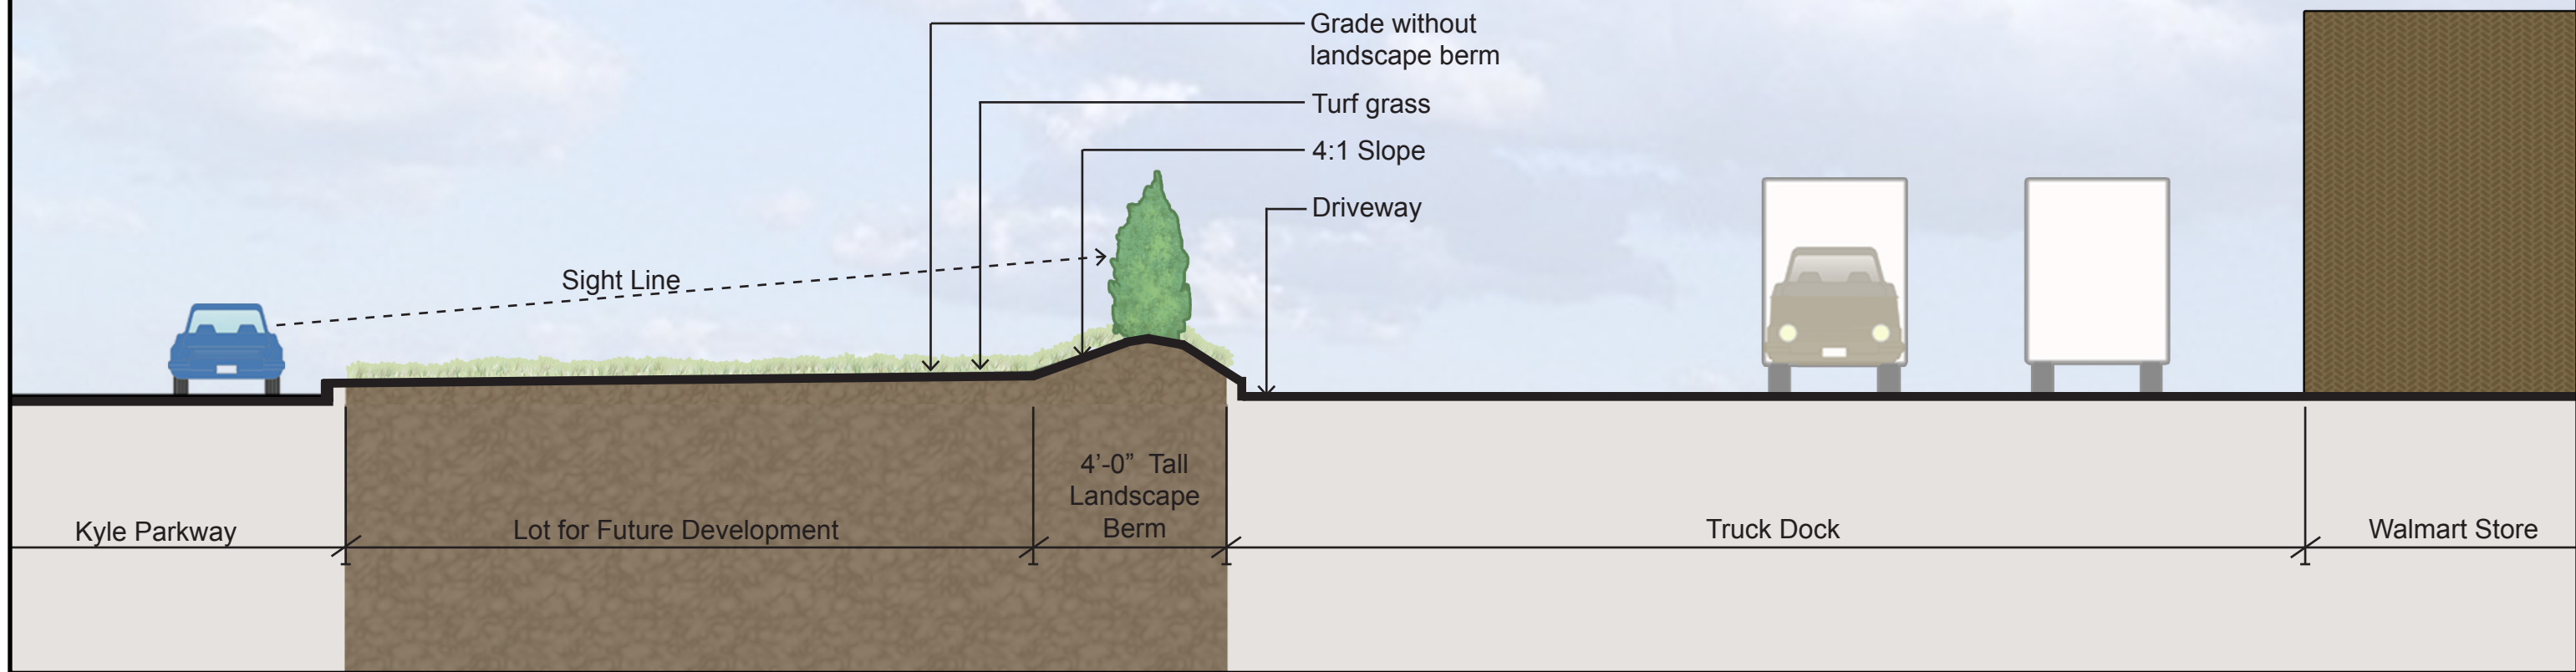 Grade without
landscape berm
Turf grass
4:1 Slope
Driveway
Sight Line
4’-0” Tall
Landscape
Berm
Kyle Parkway
Lot for Future Development
Truck Dock
Walmart Store